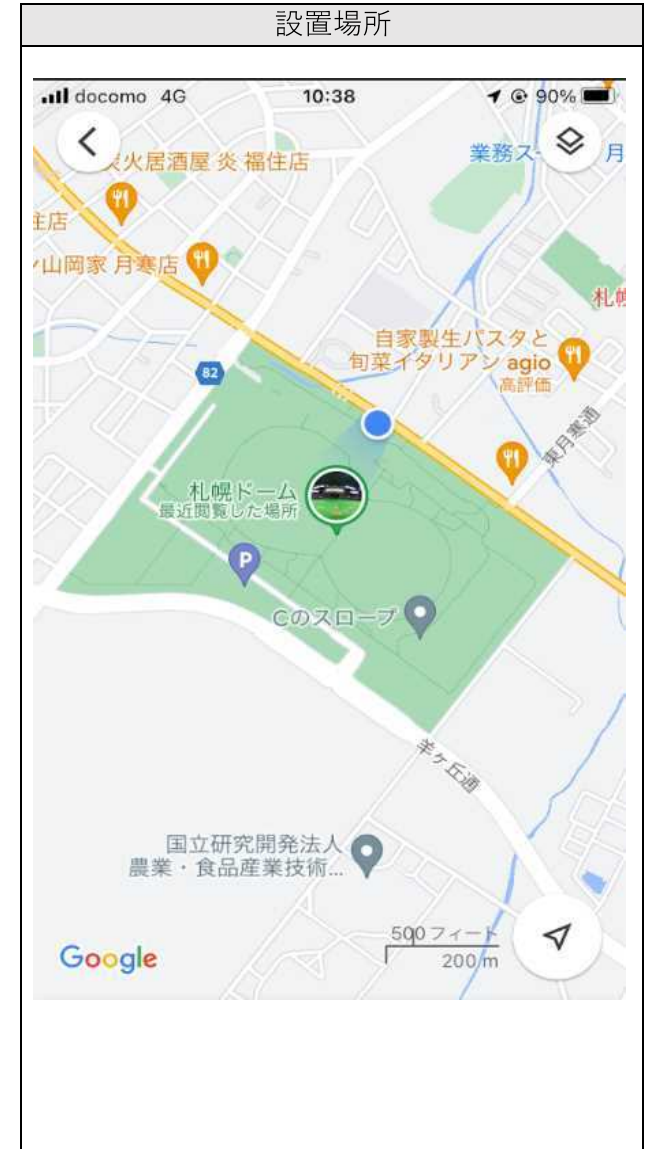 設置場所
docomo 4G
10:38
90%
火居酒屋 炎 福住店
業務ス
月
住店
山岡家 月寒店
札幌
自家製生パスタと
旬菜イタリアン agio
高評価
82
東月寒通
札幌ドーム
最近閲覧した場所
P
Cのスロープ
羊ヶ丘通
国立研究開発法人
農業・食品産業技術...
500 フィート
200 m
Google